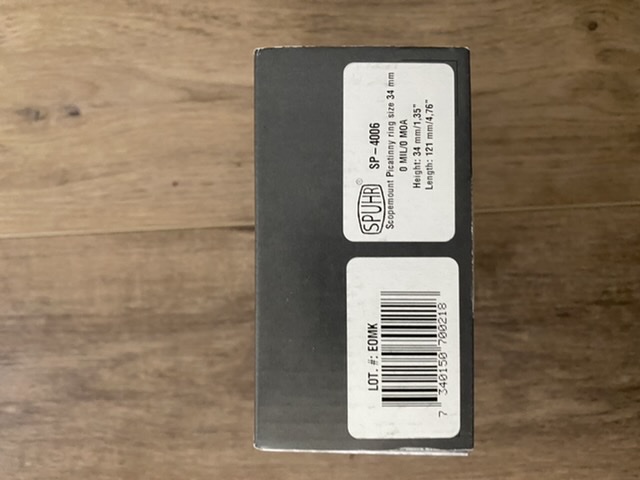 SPUHR® SP-4006
Scopemount Picatinny ring size 34 mm
0 MIL/0 MOA
Height: 34 mm/1,35"
Length: 121 mm/4,76"
LOT. #: EOMK
7 340150 700218